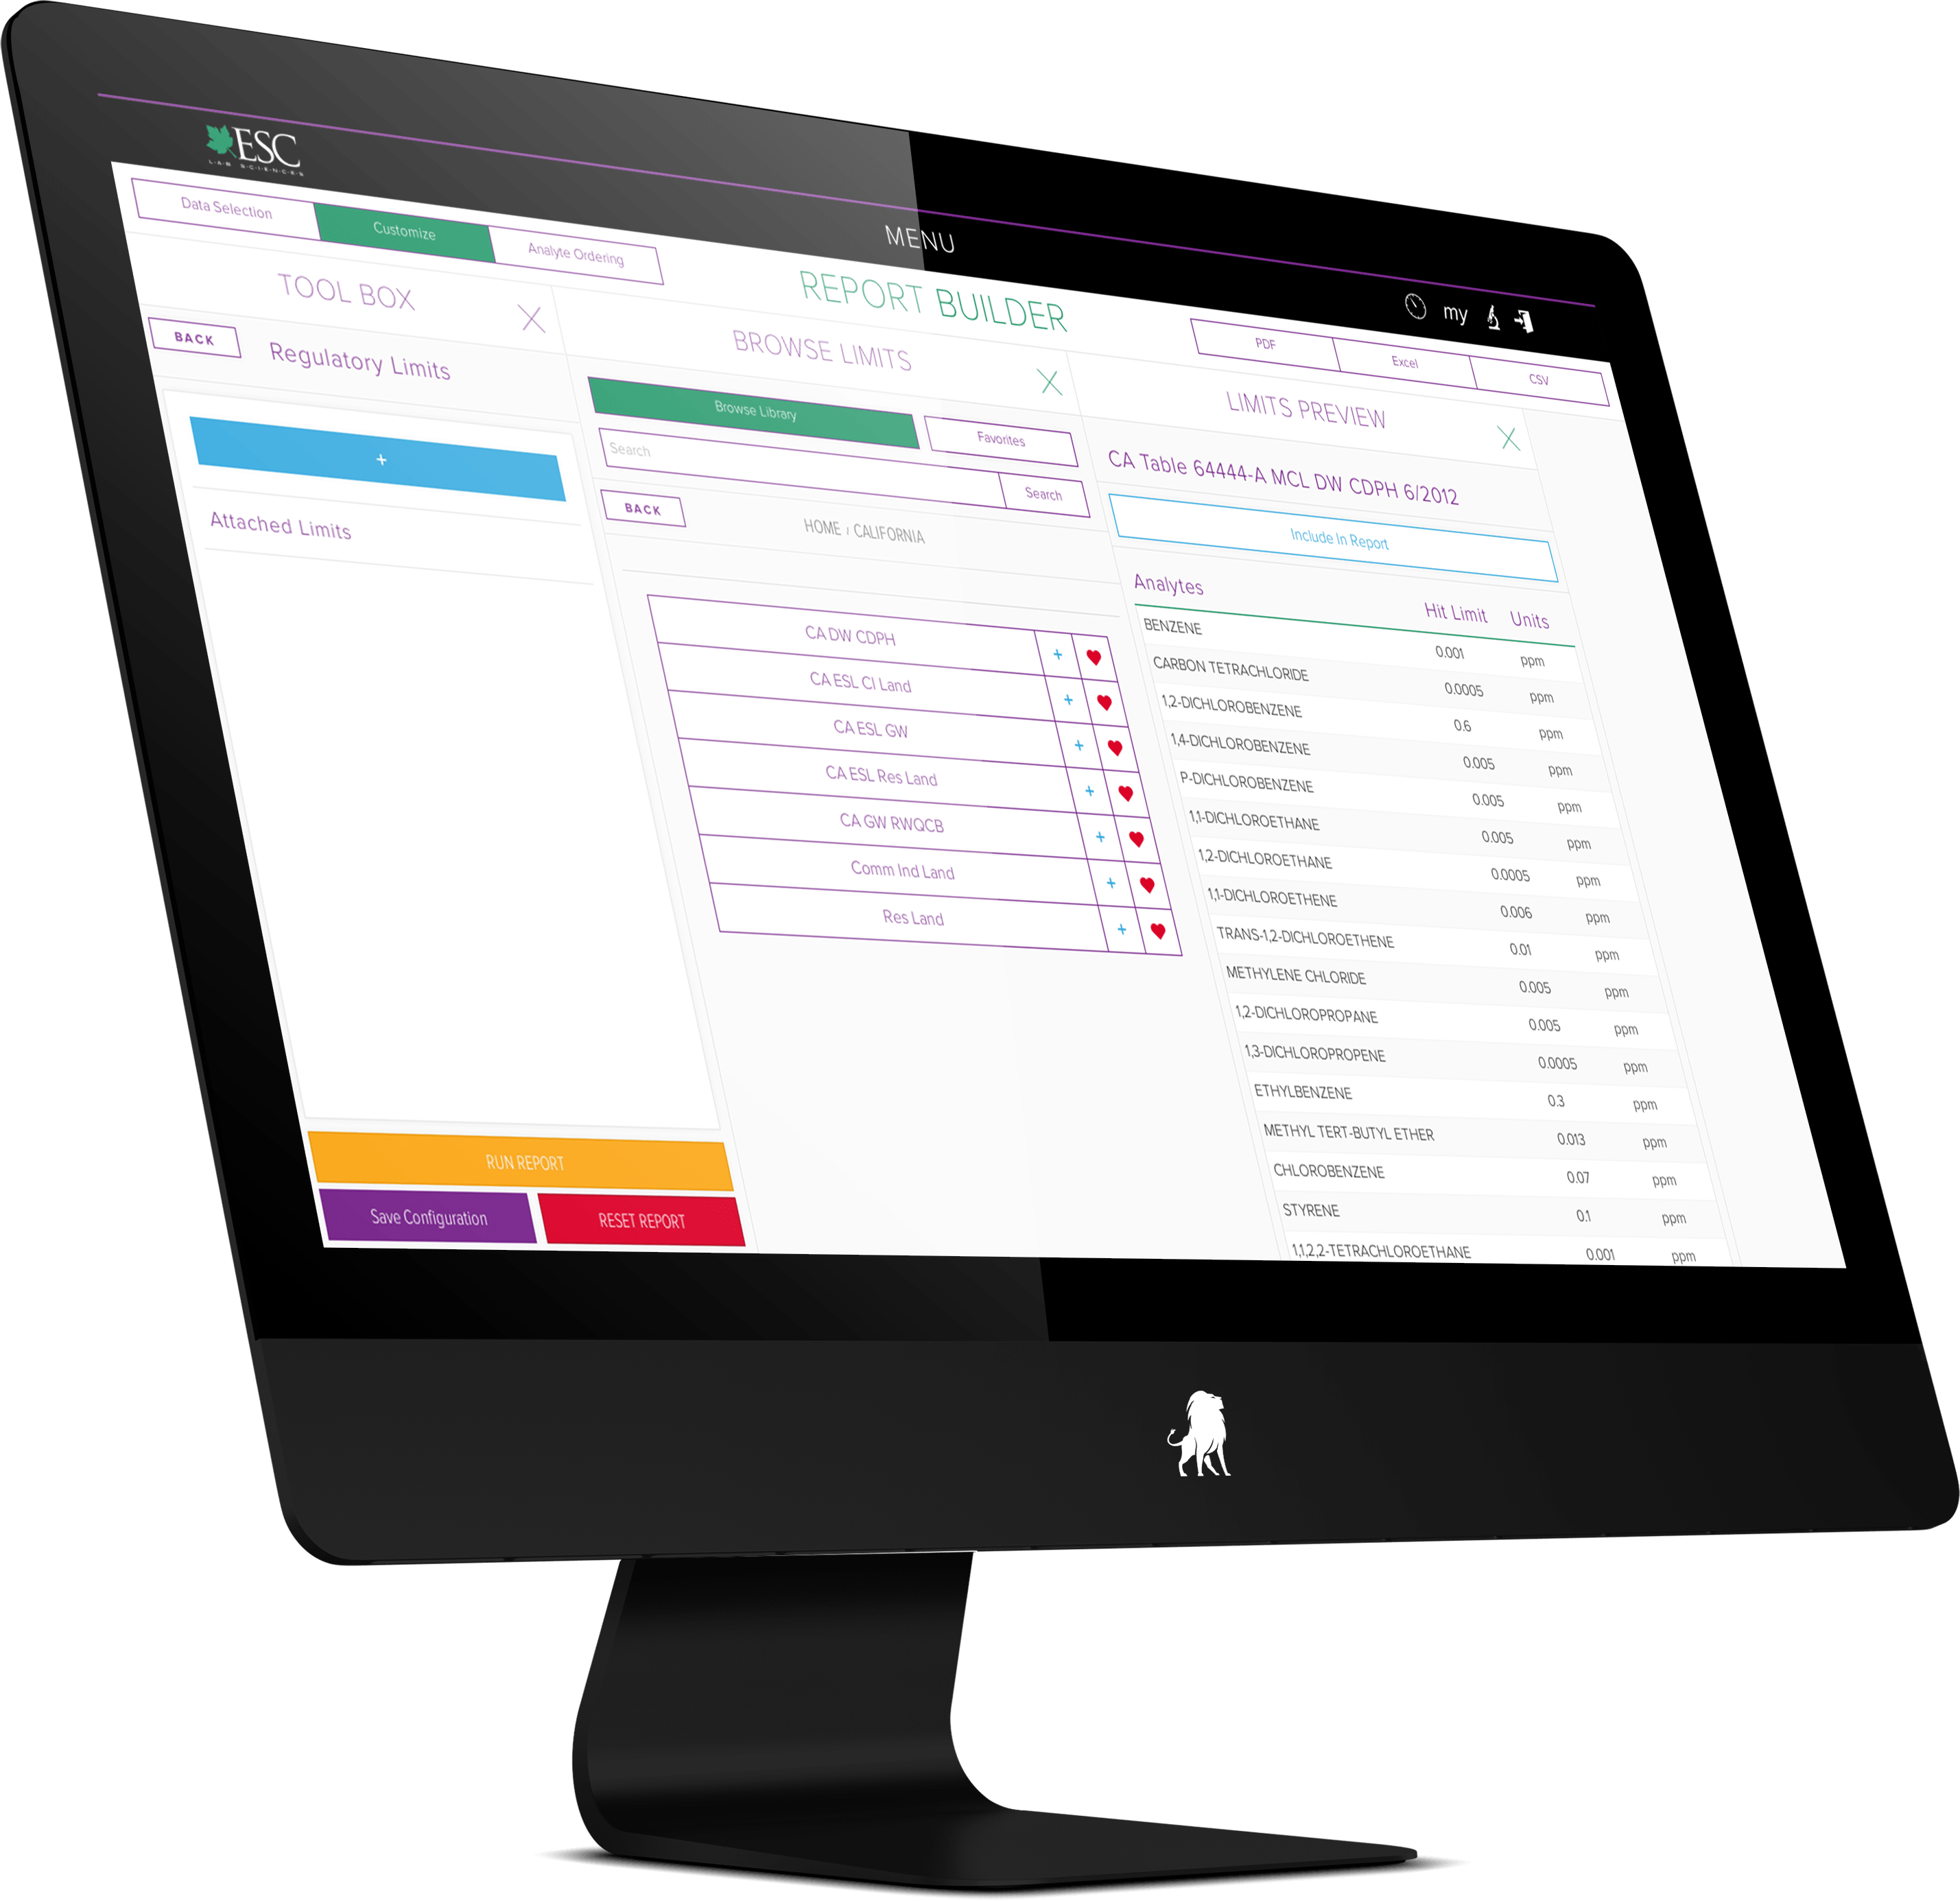 ESC
LAB SCIENCES
MENU
my
Data Selection
Customize
Analyte Ordering
REPORT BUILDER
PDF
Excel
CSV
TOOL BOX
BACK
Regulatory Limits
+
Attached Limits
RUN REPORT
Save Configuration
RESET REPORT
BROWSE LIMITS
Browse Library
Favorites
Search
Search
BACK
HOME / CALIFORNIA
CA DW CDPH +
CA ESL CI Land +
CA ESL GW +
CA ESL Res Land +
CA GW RWQCB +
Comm Ind Land +
Res Land +
LIMITS PREVIEW
CA Table 64444-A MCL DW CDPH 6/2012
Include In Report
Analytes Hit Limit Units
BENZENE 0.001 ppm
CARBON TETRACHLORIDE 0.0005 ppm
1,2-DICHLOROBENZENE 0.6 ppm
1,4-DICHLOROBENZENE 0.005 ppm
P-DICHLOROBENZENE 0.005 ppm
1,1-DICHLOROETHANE 0.005 ppm
1,2-DICHLOROETHANE 0.0005 ppm
1,1-DICHLOROETHENE 0.006 ppm
TRANS-1,2-DICHLOROETHENE 0.01 ppm
METHYLENE CHLORIDE 0.005 ppm
1,2-DICHLOROPROPANE 0.005 ppm
1,3-DICHLOROPROPENE 0.0005 ppm
ETHYLBENZENE 0.3 ppm
METHYL TERT-BUTYL ETHER 0.013 ppm
CHLOROBENZENE 0.07 ppm
STYRENE 0.1 ppm
1,1,2,2-TETRACHLOROETHANE 0.001 ppm